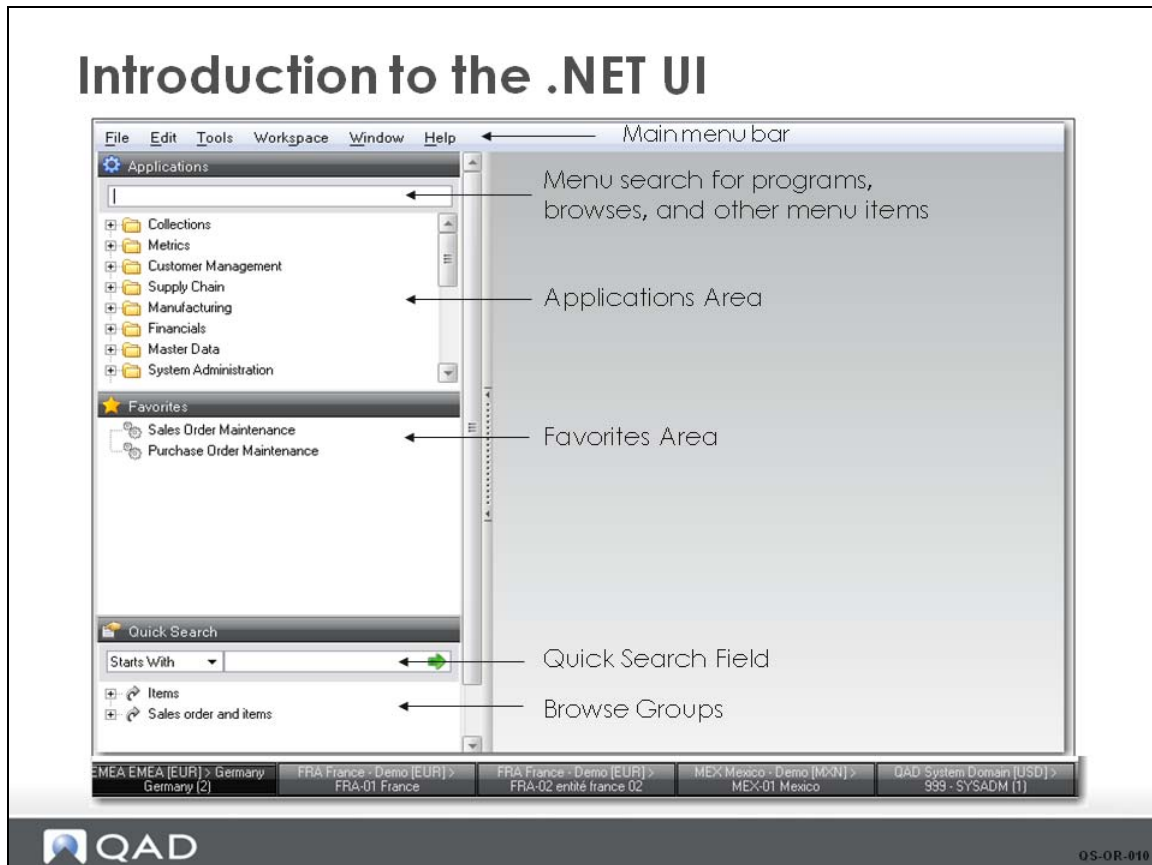 Introduction to the .NET UI
File Edit Tools Workspace Window Help
Main menu bar
Applications
Menu search for programs,
browses, and other menu items
Collections
Metrics
Customer Management
Supply Chain
Manufacturing
Financials
Master Data
System Administration
Applications Area
Favorites
Sales Order Maintenance
Purchase Order Maintenance
Favorites Area
Quick Search
Starts With
Quick Search Field
Items
Sales order and items
Browse Groups
EMEA EMEA [EUR] > Germany
Germany (2)
FRA France - Demo [EUR] >
FRA-01 France
FRA France - Demo [EUR] >
FRA-02 entité france 02
MEX Mexico - Demo [MXN] >
MEX-01 Mexico
QAD System Domain [USD] >
999 - SYSADM (1)
QAD
QS-OR-010